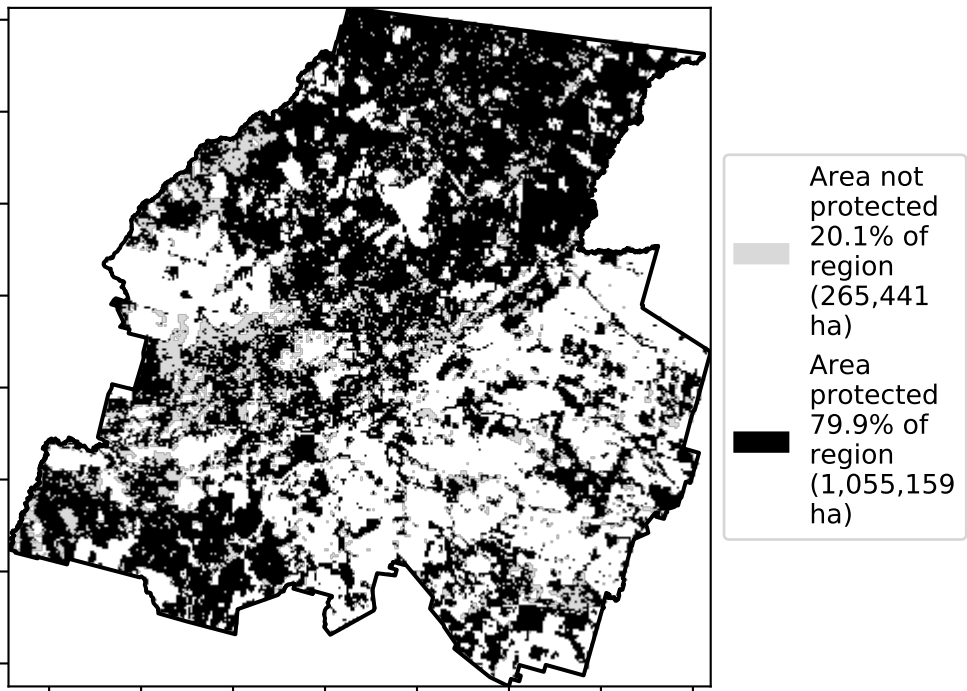 Area not
protected
20.1% of
region
(265,441
ha)
Area
protected
79.9% of
region
(1,055,159
ha)